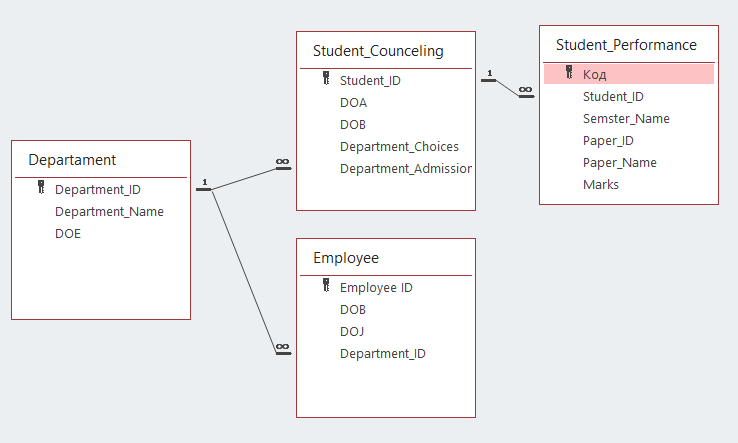 Departament
Department_ID
Department_Name
DOE
1
∞
∞
Student_Counceling
Student_ID
DOA
DOB
Department_Choices
Department_Admission
Employee
Employee ID
DOB
DOJ
Department_ID
1
∞
Student_Performance
Код
Student_ID
Semster_Name
Paper_ID
Paper_Name
Marks